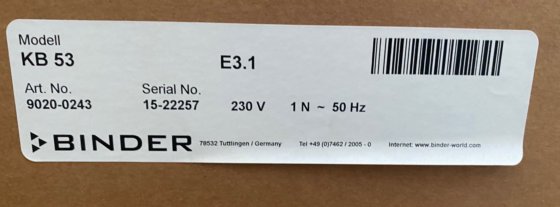 Modell
KB 53 E3.1
Art. No. Serial No.
9020-0243 15-22257 230 V 1 N ~ 50 Hz
BINDER 78532 Tuttlingen / Germany Tel +49 (0)7462 / 2005 - 0 Internet: www.binder-world.com